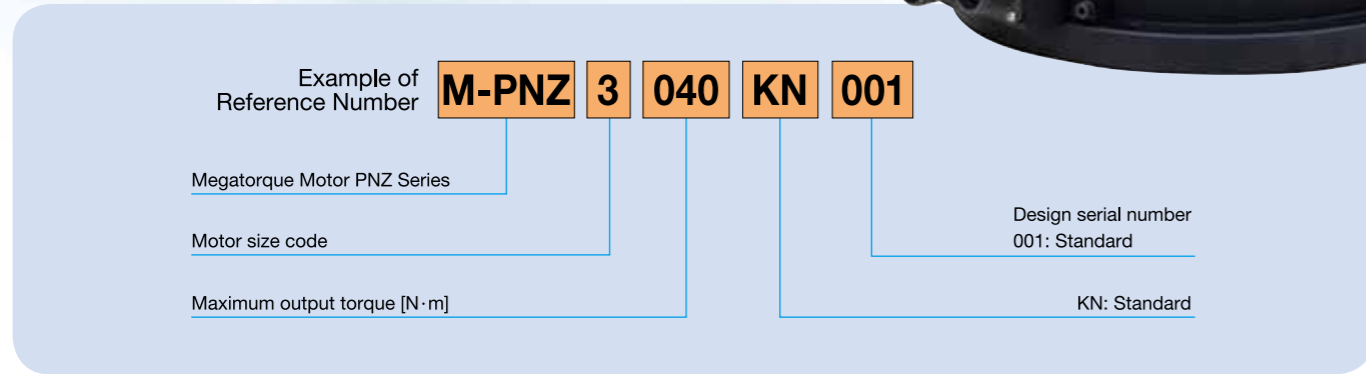 Example of
Reference Number
M-PNZ 3 040 KN 001
Megatorque Motor PNZ Series
Motor size code
Maximum output torque [N·m]
Design serial number
001: Standard
KN: Standard